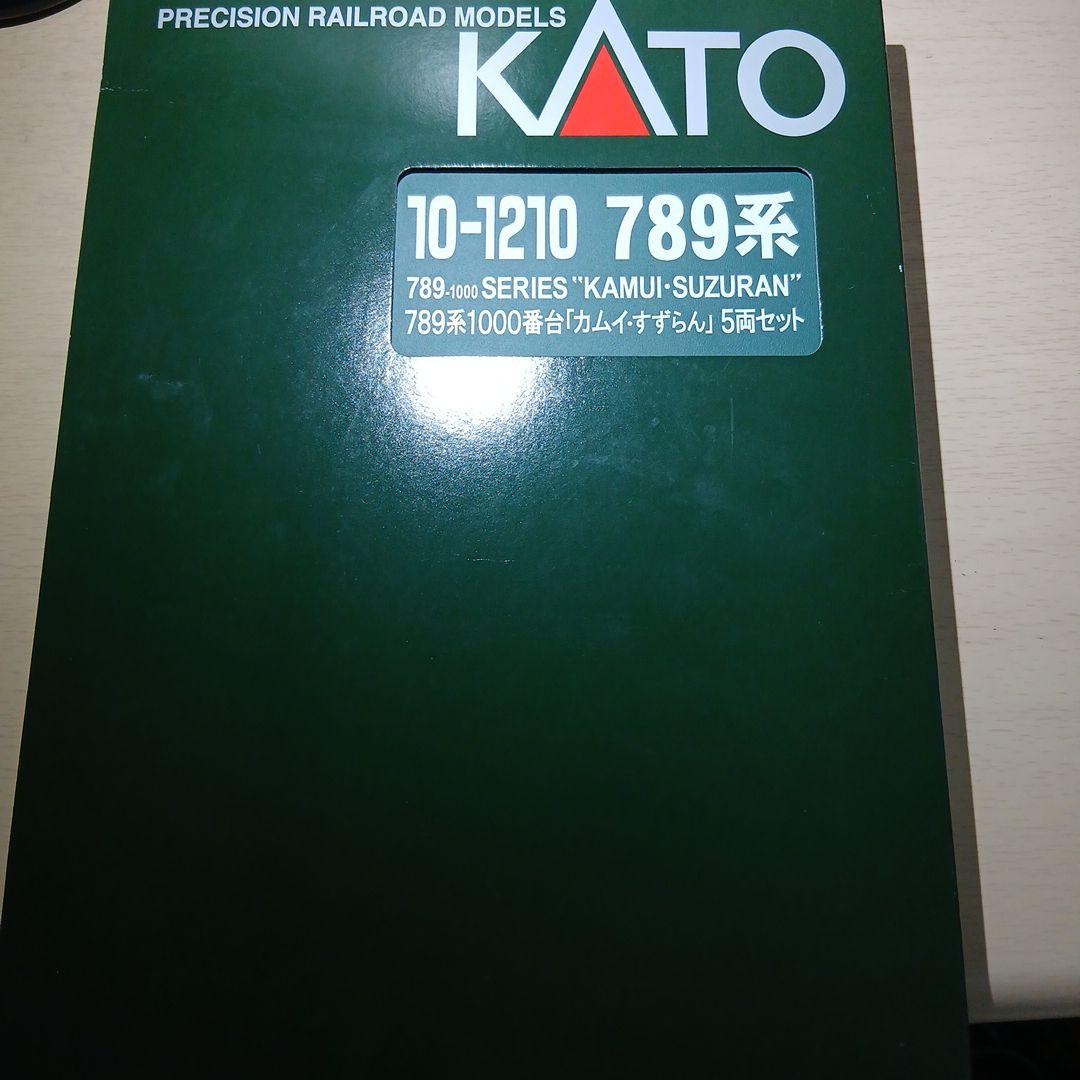 PRECISION RAILROAD MODELS
KATO
10-1210 789系
789-1000 SERIES "KAMUI・SUZURAN"
789系1000番台「カムイ・すずらん」 5両セット